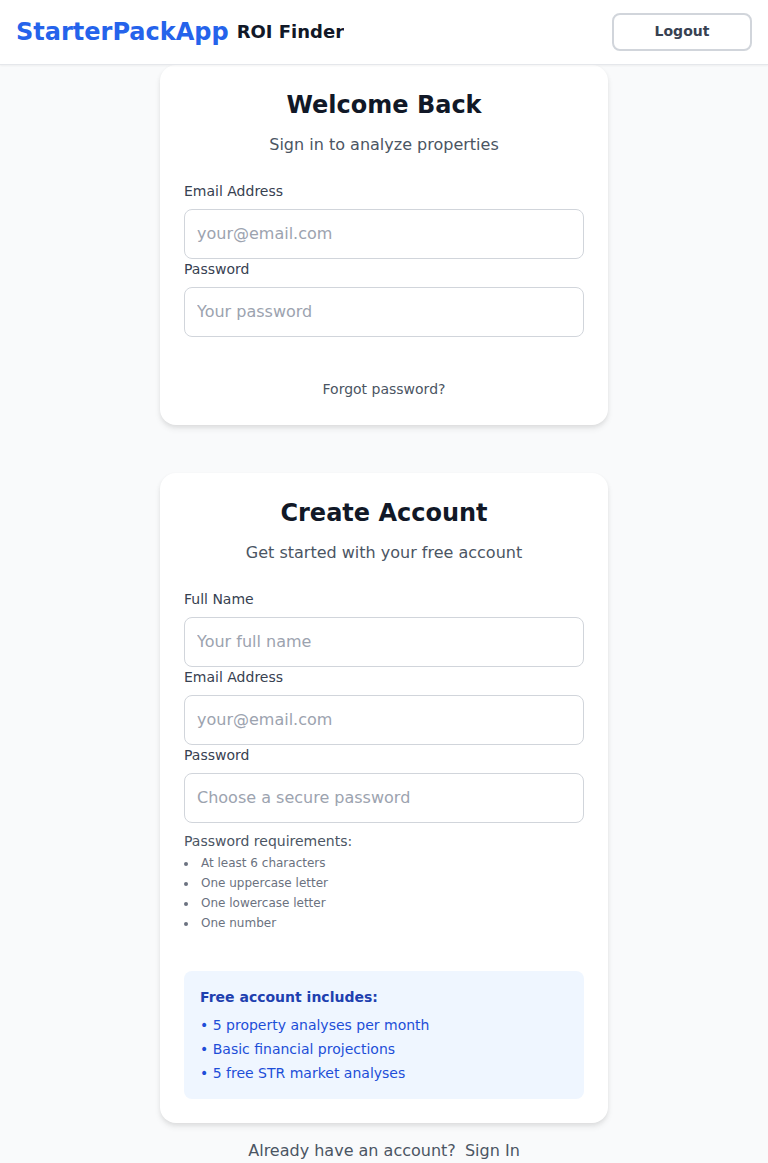 StarterPackApp ROI Finder
Logout
Welcome Back
Sign in to analyze properties
Email Address
your@email.com
Password
Your password
Forgot password?
Create Account
Get started with your free account
Full Name
Your full name
Email Address
your@email.com
Password
Choose a secure password
Password requirements:
• At least 6 characters
• One uppercase letter
• One lowercase letter
• One number
Free account includes:
• 5 property analyses per month
• Basic financial projections
• 5 free STR market analyses
Already have an account? Sign In